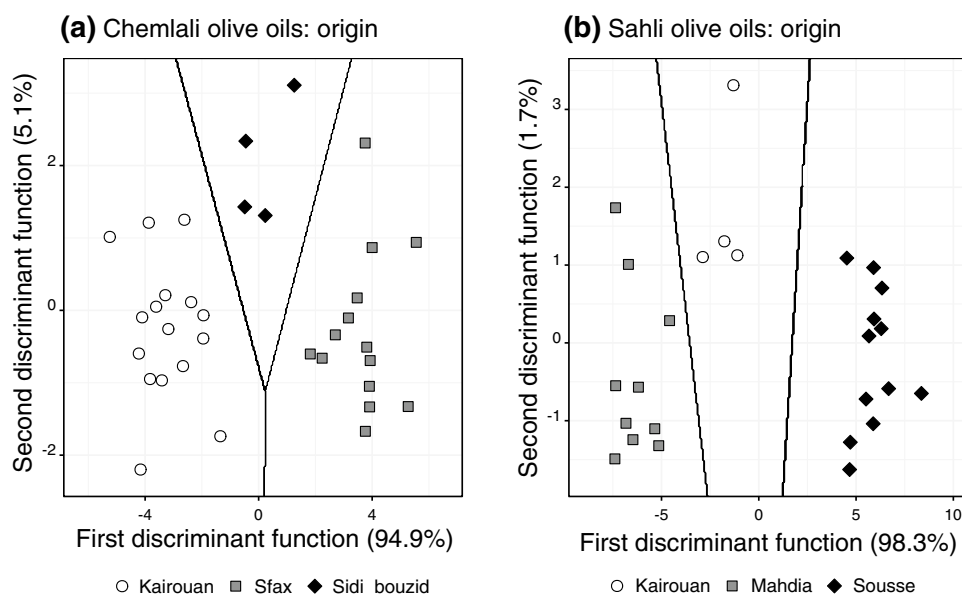 (a) Chemlali olive oils: origin
Second discriminant function (5.1%)
2
0
-2
-4 0 4
First discriminant function (94.9%)
Kairouan Sfax Sidi bouzid
(b) Sahli olive oils: origin
Second discriminant function (1.7%)
3
2
1
0
-1
-5 0 5 10
First discriminant function (98.3%)
Kairouan Mahdia Sousse